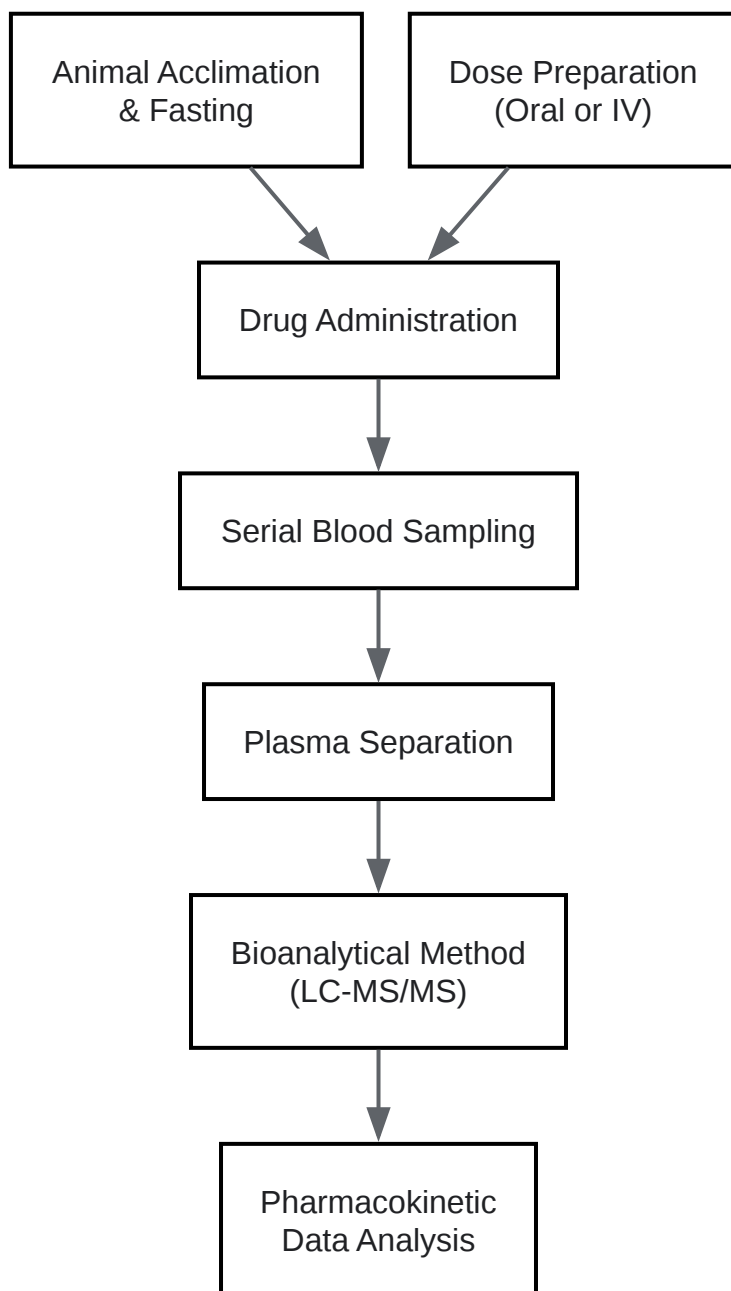 Animal Acclimation
& Fasting
Dose Preparation
(Oral or IV)
Drug Administration
Serial Blood Sampling
Plasma Separation
Bioanalytical Method
(LC-MS/MS)
Pharmacokinetic
Data Analysis